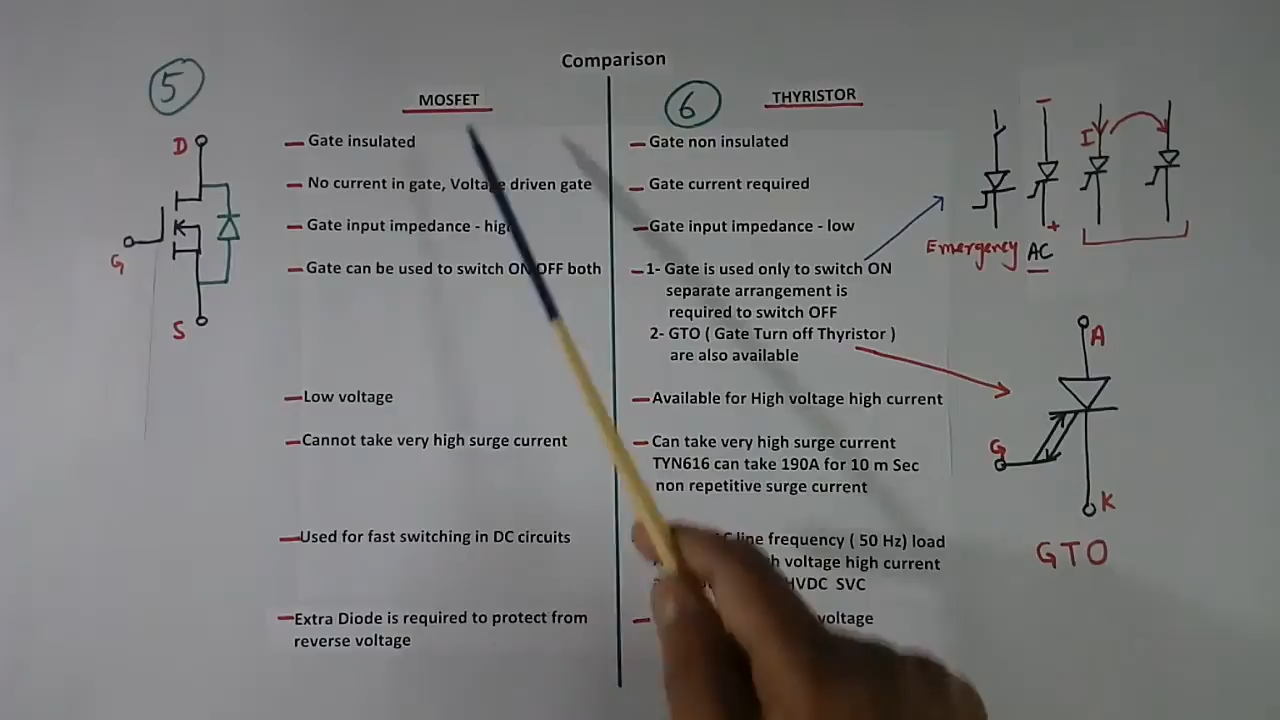 Comparison
5
MOSFET
Gate insulated
No current in gate, Voltage driven gate
Gate input impedance - high
Gate can be used to switch ON OFF both
Low voltage
Cannot take very high surge current
Used for fast switching in DC circuits
Extra Diode is required to protect from
reverse voltage
D
G
S
6
THYRISTOR
Gate non insulated
Gate current required
Gate input impedance - low
1- Gate is used only to switch ON
separate arrangement is
required to switch OFF
2- GTO ( Gate Turn off Thyristor )
are also available
Available for High voltage high current
Can take very high surge current
TYN616 can take 190A for 10 m Sec
non repetitive surge current
line frequency ( 50 Hz) load
voltage high current
HVDC SVC
voltage
I
+
Emergency AC
A
G
K
GTO